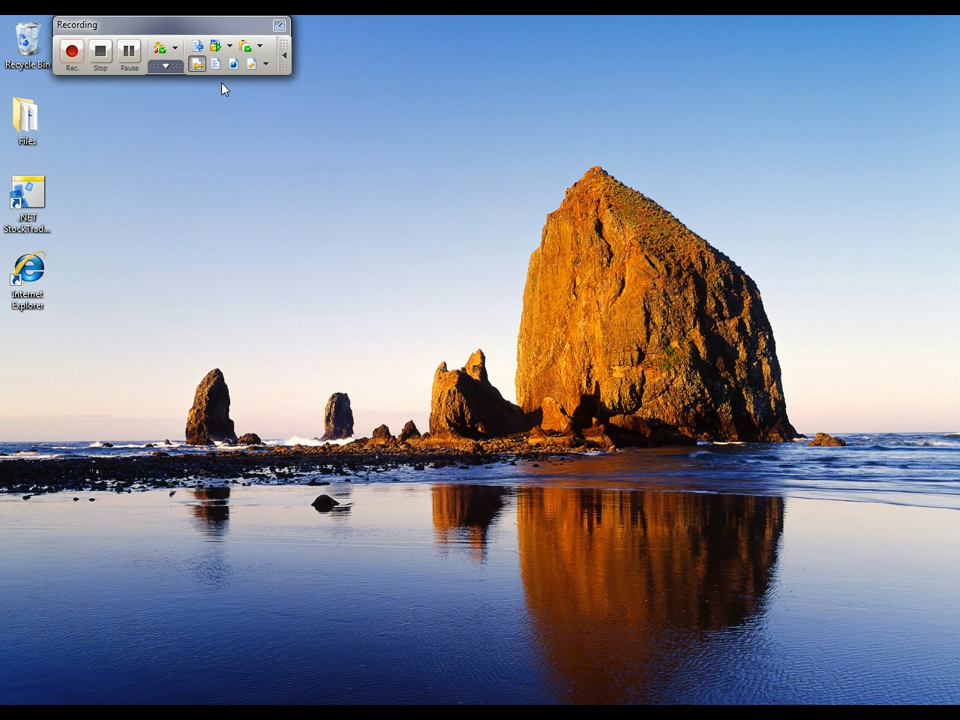 Recording
Rec.
Stop
Pause
Recycle Bin
Files
.NET
StockTrad...
Internet
Explorer